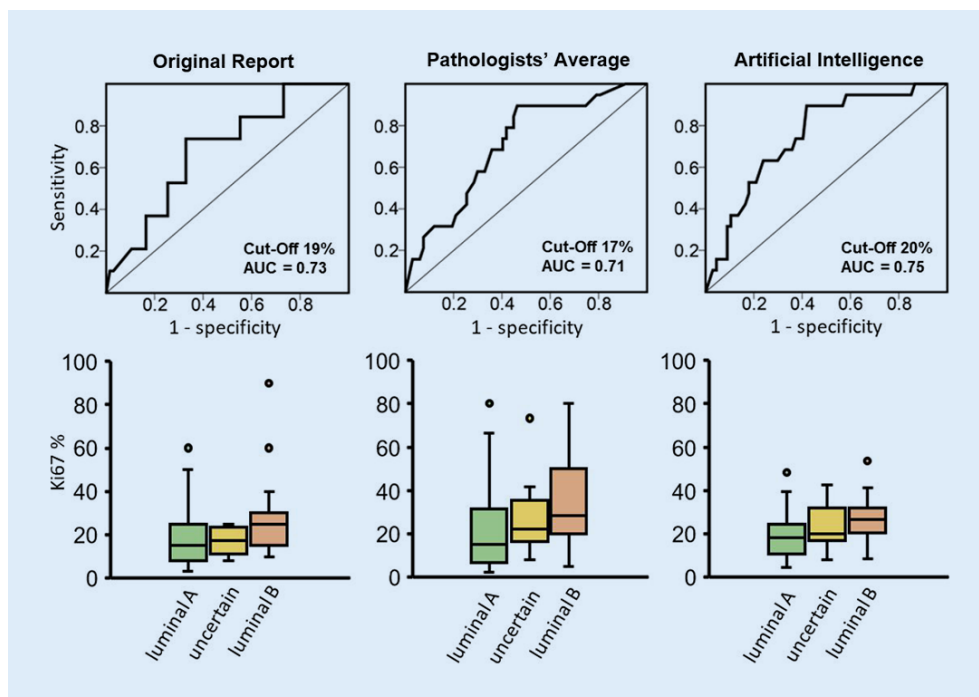 Original Report
Pathologists' Average
Artificial Intelligence
Sensitivity
0.8
0.6
0.4
0.2
0.2
0.4
0.6
0.8
1 - specificity
Cut-Off 19%
AUC = 0.73
0.8
0.6
0.4
0.2
0.2
0.4
0.6
0.8
1 - specificity
Cut-Off 17%
AUC = 0.71
0.8
0.6
0.4
0.2
0.2
0.4
0.6
0.8
1 - specificity
Cut-Off 20%
AUC = 0.75
Ki67 %
100
80
60
40
20
0
luminal A
uncertain
luminal B
100
80
60
40
20
0
luminal A
uncertain
luminal B
100
80
60
40
20
0
luminal A
uncertain
luminal B